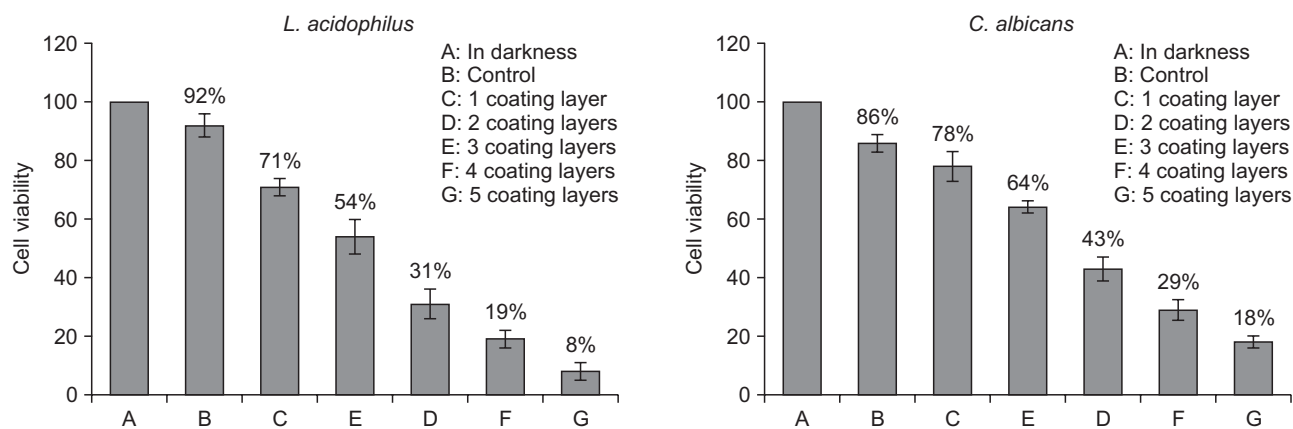 L. acidophilus
120
100
80
60
40
20
0
Cell viability
92%
71%
54%
31%
19%
8%
A: In darkness
B: Control
C: 1 coating layer
D: 2 coating layers
E: 3 coating layers
F: 4 coating layers
G: 5 coating layers
A B C E D F G
C. albicans
120
100
80
60
40
20
0
Cell viability
86%
78%
64%
43%
29%
18%
A: In darkness
B: Control
C: 1 coating layer
D: 2 coating layers
E: 3 coating layers
F: 4 coating layers
G: 5 coating layers
A B C E D F G